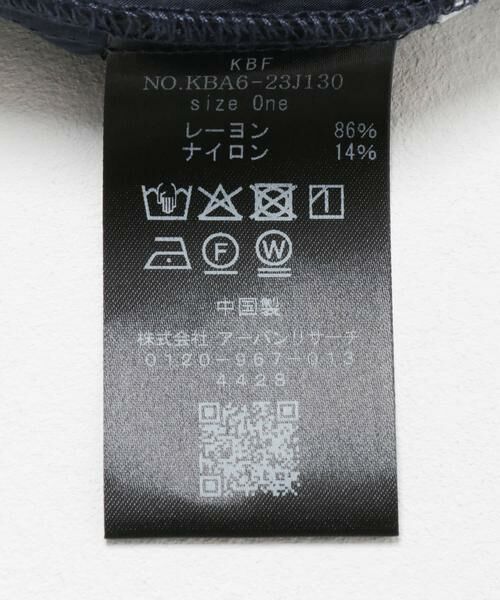 KBF
NO.KBA6-23J130
size One
レーヨン 86%
ナイロン 14%
F W
中国製
株式会社 アーバンリサーチ
0120-967-013
4428